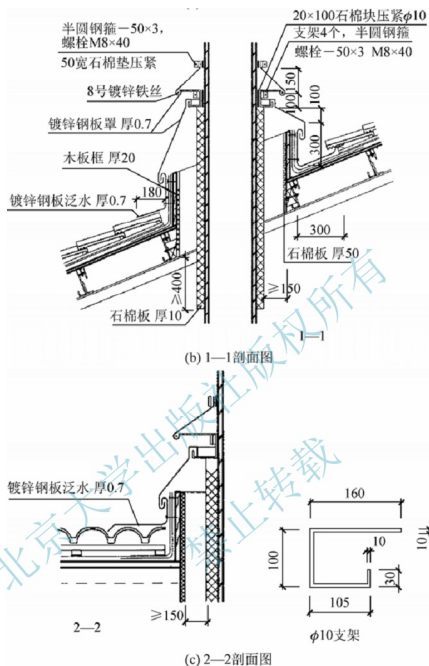 半圆钢箍－50×3，
螺栓M8×40
50宽石棉垫压紧
8号镀锌铁丝
镀锌钢板罩 厚0.7
木板框 厚20
180
镀锌钢板泛水 厚0.7
≥400
石棉板 厚10
20×100石棉块压紧φ10
支架4个，半圆钢箍
螺栓－50×3 M8×40
150
100
100
300
300
石棉板 厚50
≥150
1—1
(b) 1—1剖面图
镀锌钢板泛水 厚0.7
≥150
2—2
160
10
100
10
30
105
φ10支架
(c) 2—2剖面图
北京大学出版社版权所有
禁止转载